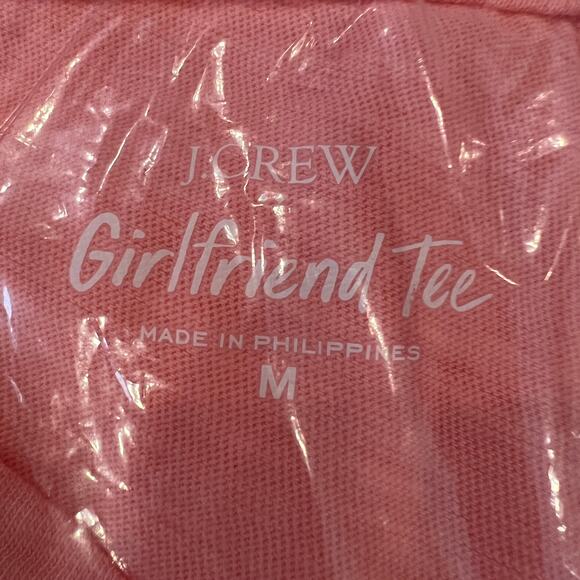 J.CREW
Girlfriend Tee
MADE IN PHILIPPINES
M